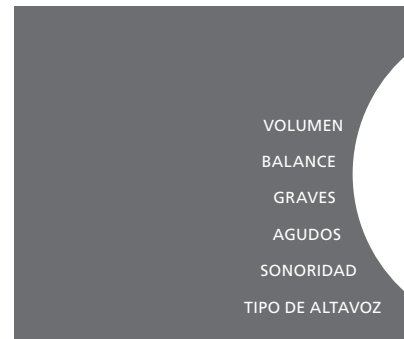 VOLUMEN
BALANCE
GRAVES
AGUDOS
SONORIDAD
TIPO DE ALTAVOZ